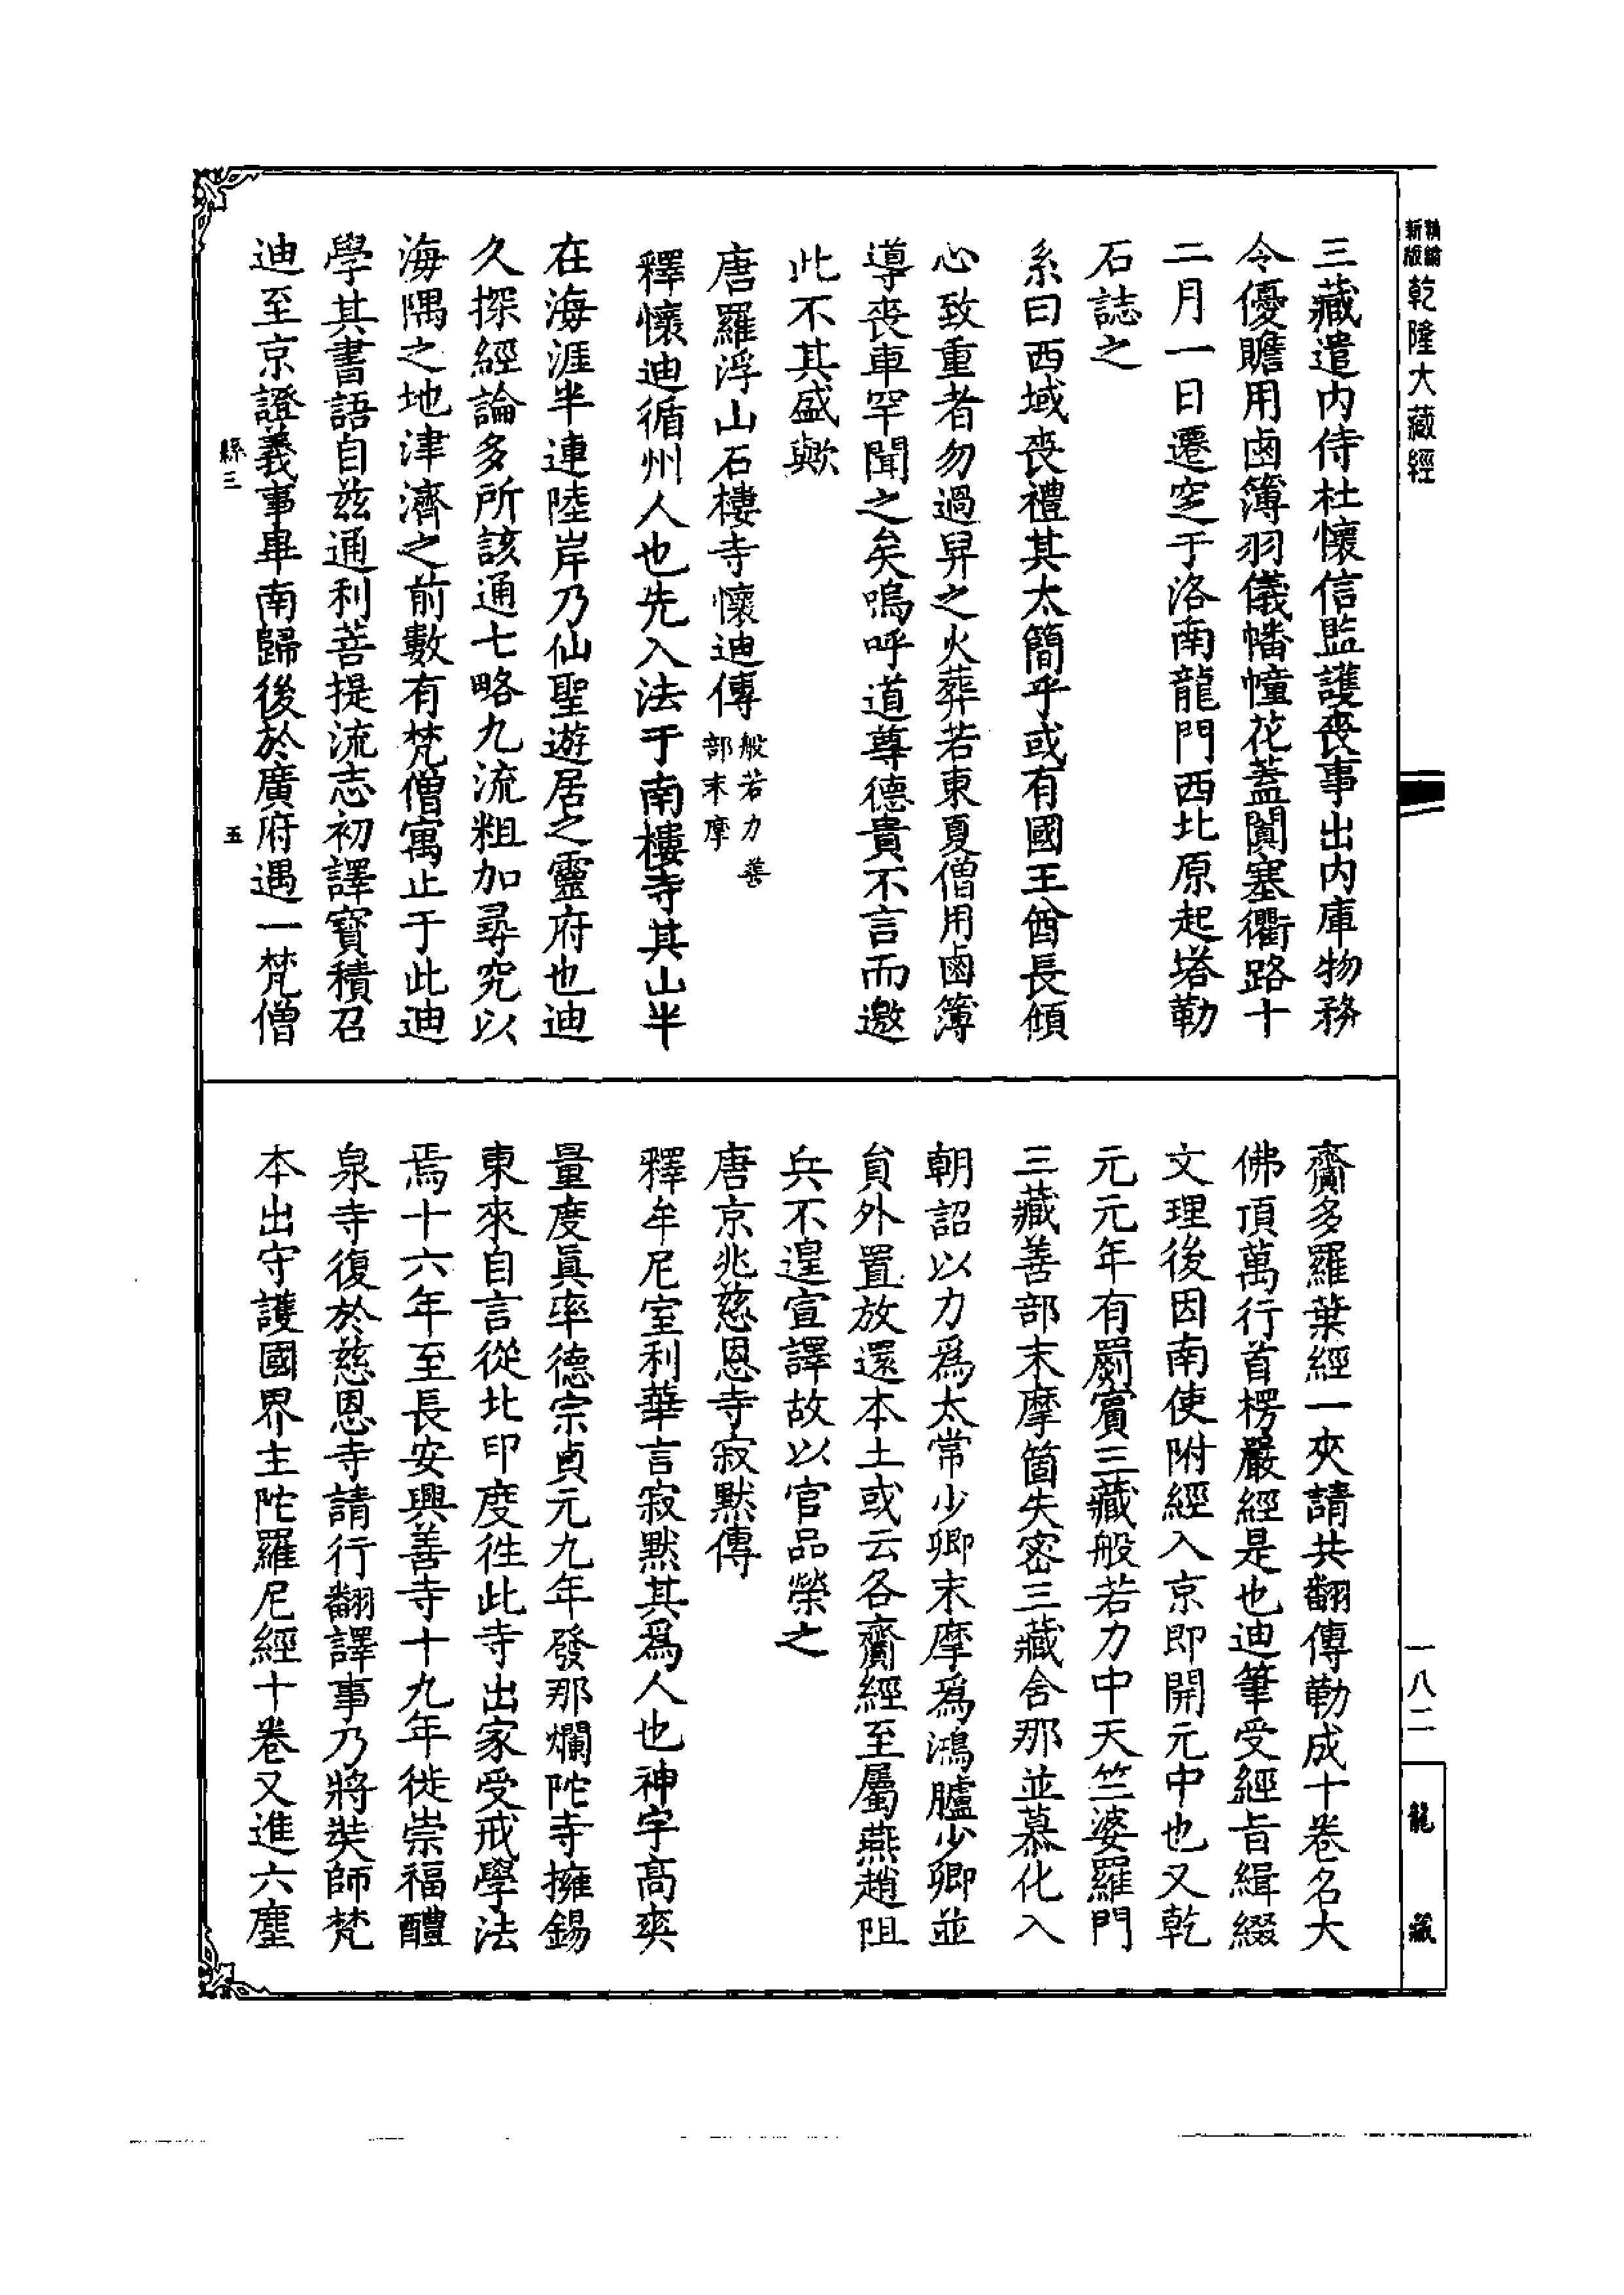 新版
精繕
乾隆大藏經
三藏遣内侍杜懷信監護喪事出内庫物務
令優贍用鹵簿羽儀幡幢花蓋闐塞衢路十
二月一日遷窆于洛南龍門西北原起塔勒
石誌之
系曰西域喪禮其太簡乎或有國王酋長傾
心致重者勿過舁之火葬若東夏僧用鹵簿
導喪車罕聞之矣嗚呼道尊德貴不言而邀
此不其盛歟
唐羅浮山石樓寺懷迪傳般若力善部末摩
釋懷迪循州人也先入法于南樓寺其山半
在海涯半連陸岸乃仙聖遊居之靈府也迪
久探經論多所該通七略九流粗加尋究以
海隅之地津濟之前數有梵僧寓止于此迪
學其書語自兹通利菩提流志初譯寶積召
迪至京證義事畢南歸後於廣府遇一梵僧
縣三
五
齎多羅葉經一夾請共翻傳勒成十卷名大
佛頂萬行首楞嚴經是也迪筆受經旨緝綴
文理後因南使附經入京即開元中也又乾
元元年有罽賓三藏般若力中天竺婆羅門
三藏善部末摩箇失密三藏舍那並慕化入
朝詔以力爲太常少卿末摩爲鴻臚少卿並
貟外置放還本土或云各齎經至屬燕趙阻
兵不遑宣譯故以官品榮之
唐京兆慈恩寺寂默傳
釋牟尼室利華言寂默其爲人也神宇高爽
量度眞率德宗貞元九年發那爛陀寺擁錫
東來自言從北印度徃此寺出家受戒學法
焉十六年至長安興善寺十九年徙崇福醴
泉寺復於慈恩寺請行翻譯事乃將奘師梵
本出守護國界主陀羅尼經十卷又進六塵
一八二
龍藏